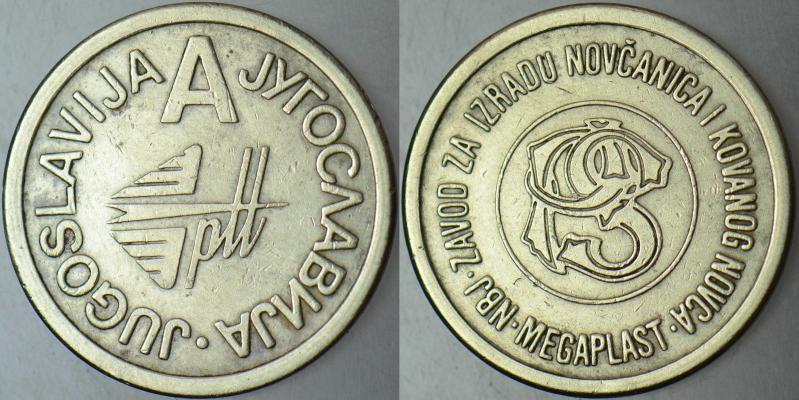 A
JUGOSLAVIJA · ЈУГОСЛАВИЈА ·
ptt
NBJ · ZAVOD ZA IZRADU NOVČANICA I KOVANOG NOVCA · MEGAPLAST ·